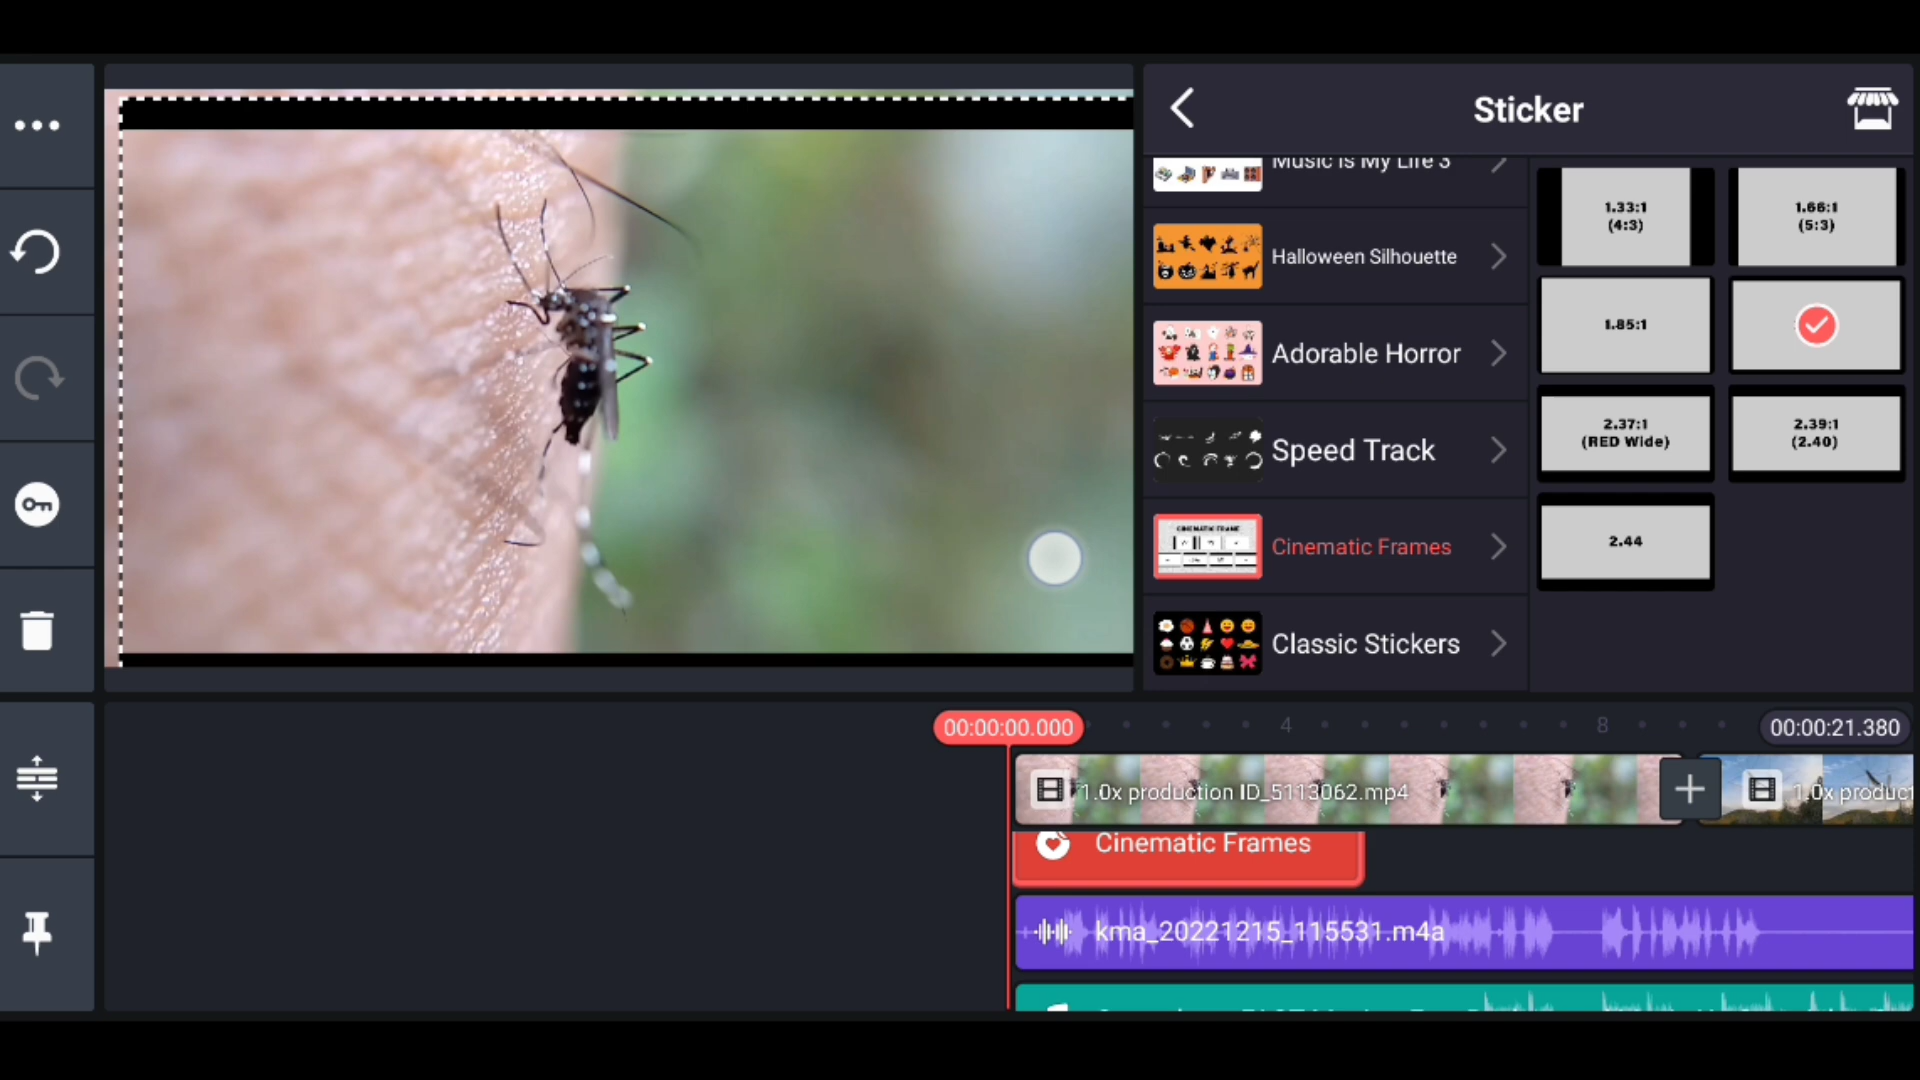 Sticker
Music Is My Life 3
Halloween Silhouette
Adorable Horror
Speed Track
CINEMATIC FRAME
Cinematic Frames
Classic Stickers
1.33:1
(4:3)
1.66:1
(5:3)
1.85:1
2.37:1
(RED Wide)
2.39:1
(2.40)
2.44
00:00:00.000
4
8
00:00:21.380
1.0x production ID_5113062.mp4
1.0x product
Cinematic Frames
kma_20221215_115531.m4a